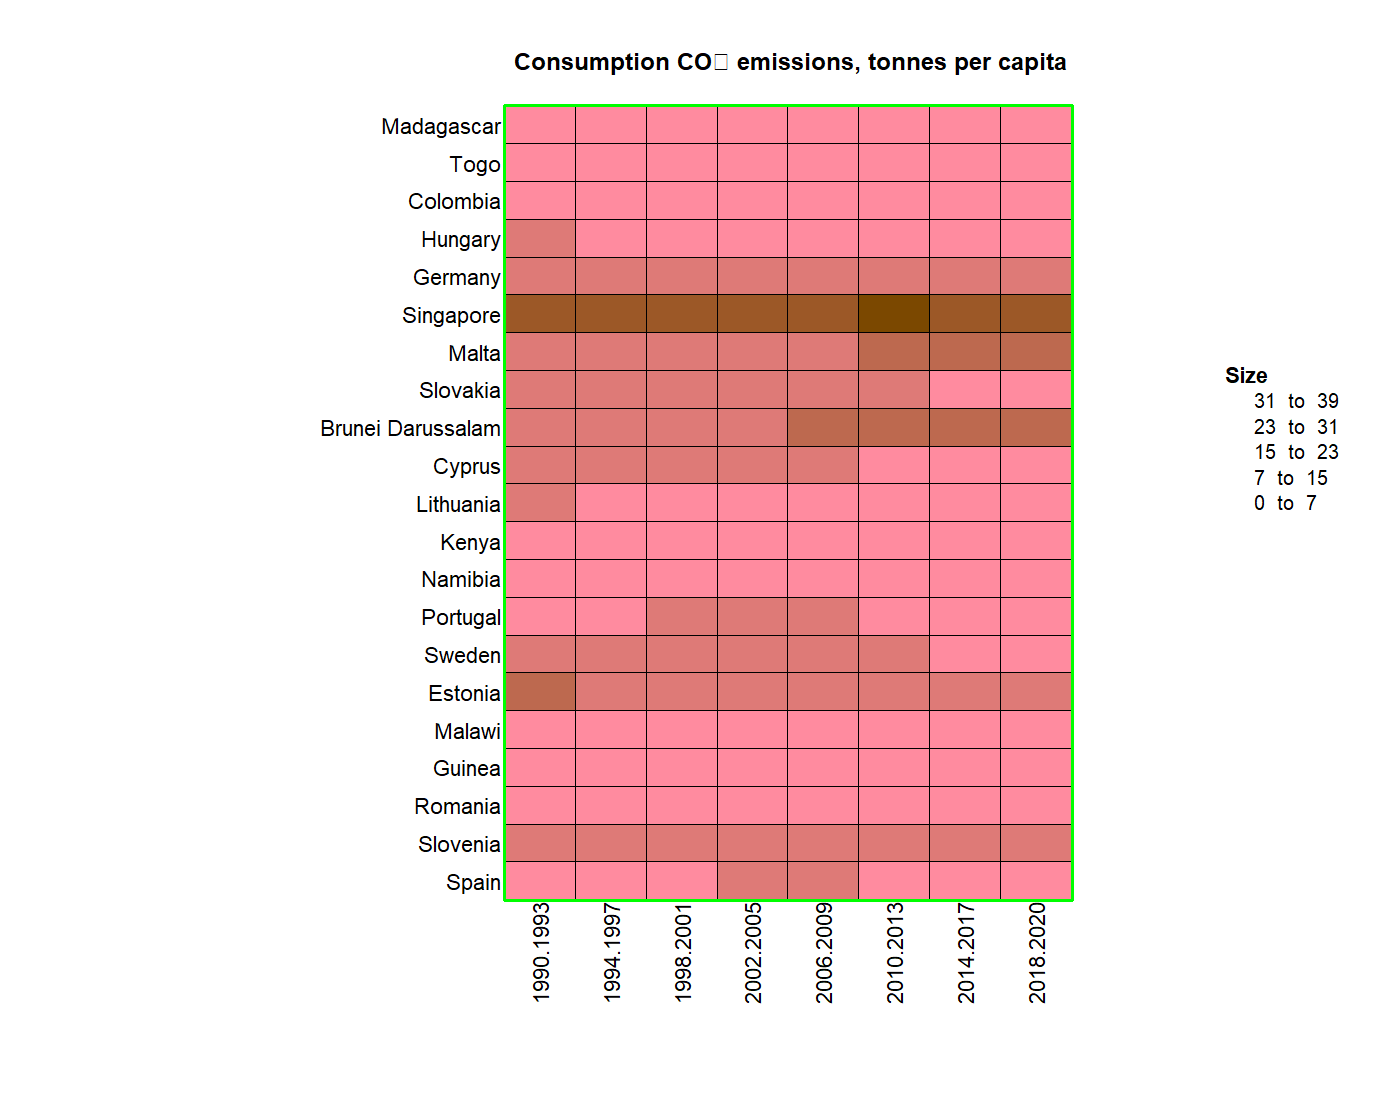 Consumption CO□ emissions, tonnes per capita
Madagascar
Togo
Colombia
Hungary
Germany
Singapore
Malta
Slovakia
Brunei Darussalam
Cyprus
Lithuania
Kenya
Namibia
Portugal
Sweden
Estonia
Malawi
Guinea
Romania
Slovenia
Spain
1990.1993
1994.1997
1998.2001
2002.2005
2006.2009
2010.2013
2014.2017
2018.2020
Size
31 to 39
23 to 31
15 to 23
7 to 15
0 to 7